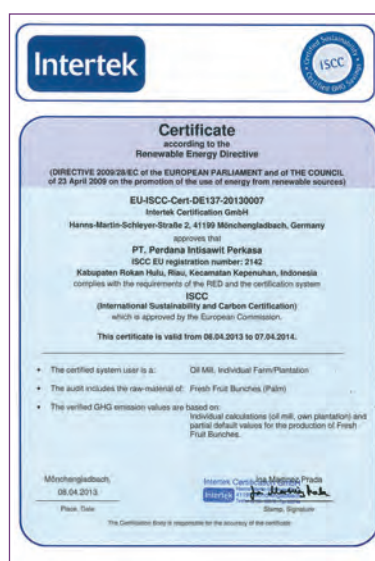 Intertek
Certified Sustainability
ISCC
Certified GHG Savings
Certificate
according to the
Renewable Energy Directive
(DIRECTIVE 2009/28/EC of the EUROPEAN PARLIAMENT and of THE COUNCIL
of 23 April 2009 on the promotion of the use of energy from renewable sources)
EU-ISCC-Cert-DE137-20130007
Intertek Certification GmbH
Hanns-Martin-Schleyer-Straße 2, 41199 Mönchengladbach, Germany
approves that
PT. Perdana Intisawit Perkasa
ISCC EU registration number: 2142
Kabupaten Rokan Hulu, Riau, Kecamatan Kepenuhan, Indonesia
complies with the requirements of the RED and the certification system
ISCC
(International Sustainability and Carbon Certification)
which is approved by the European Commission.
This certificate is valid from 08.04.2013 to 07.04.2014.
• The certified system user is a: Oil Mill, Individual Farm/Plantation
• The audit includes the raw-material of: Fresh Fruit Bunches (Palm)
• The verified GHG emission values are based on:
Individual calculations (oil mill, own plantation) and
partial default values for the production of Fresh
Fruit Bunches.
Mönchengladbach,
08.04.2013
Place, Date
Intertek Certification GmbH
Jos Martinez Prada
Intertek
Stamp, Signature
The Certification Body is responsible for the accuracy of the certificate